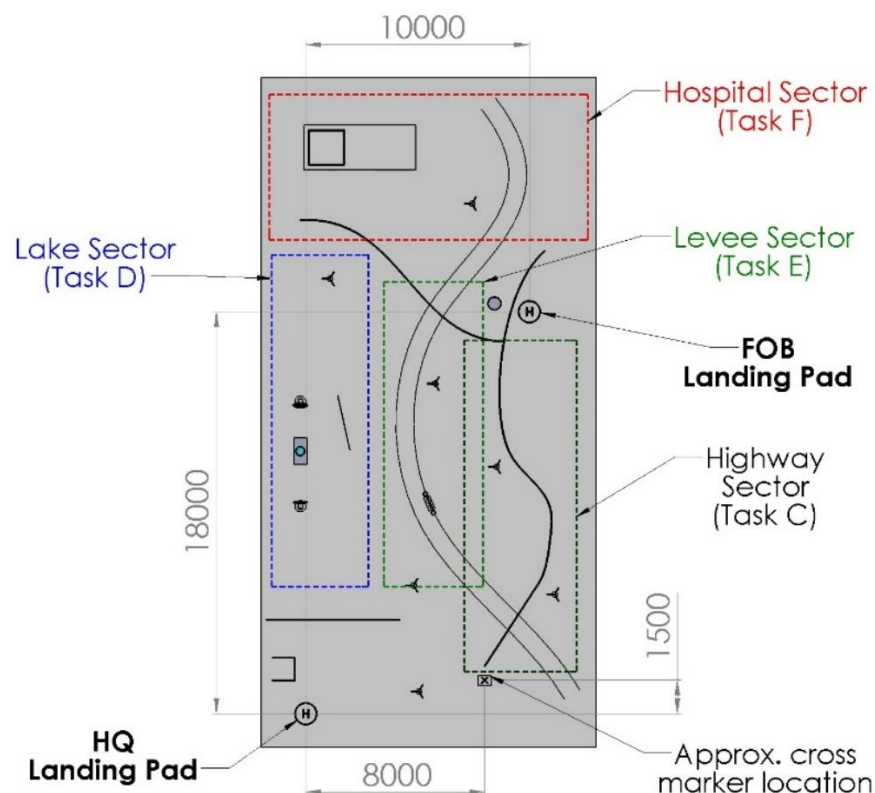 10000
Hospital Sector
(Task F)
Lake Sector
(Task D)
Levee Sector
(Task E)
H
FOB
Landing Pad
18000
Highway
Sector
(Task C)
1500
H
HQ
Landing Pad
8000
Approx. cross
marker location